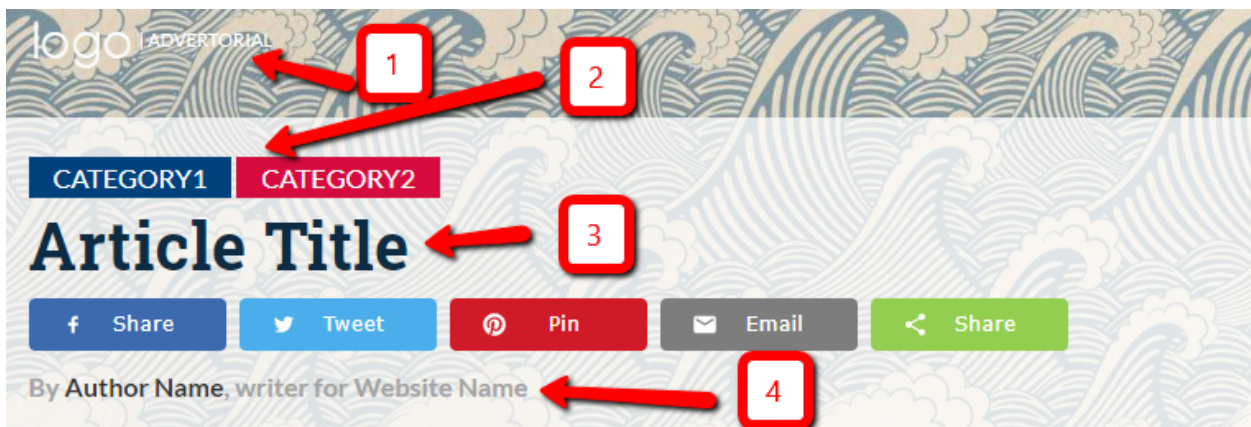 logo | ADVERTORIAL
1
2
CATEGORY1 CATEGORY2
Article Title
3
Share Tweet Pin Email Share
By Author Name, writer for Website Name
4